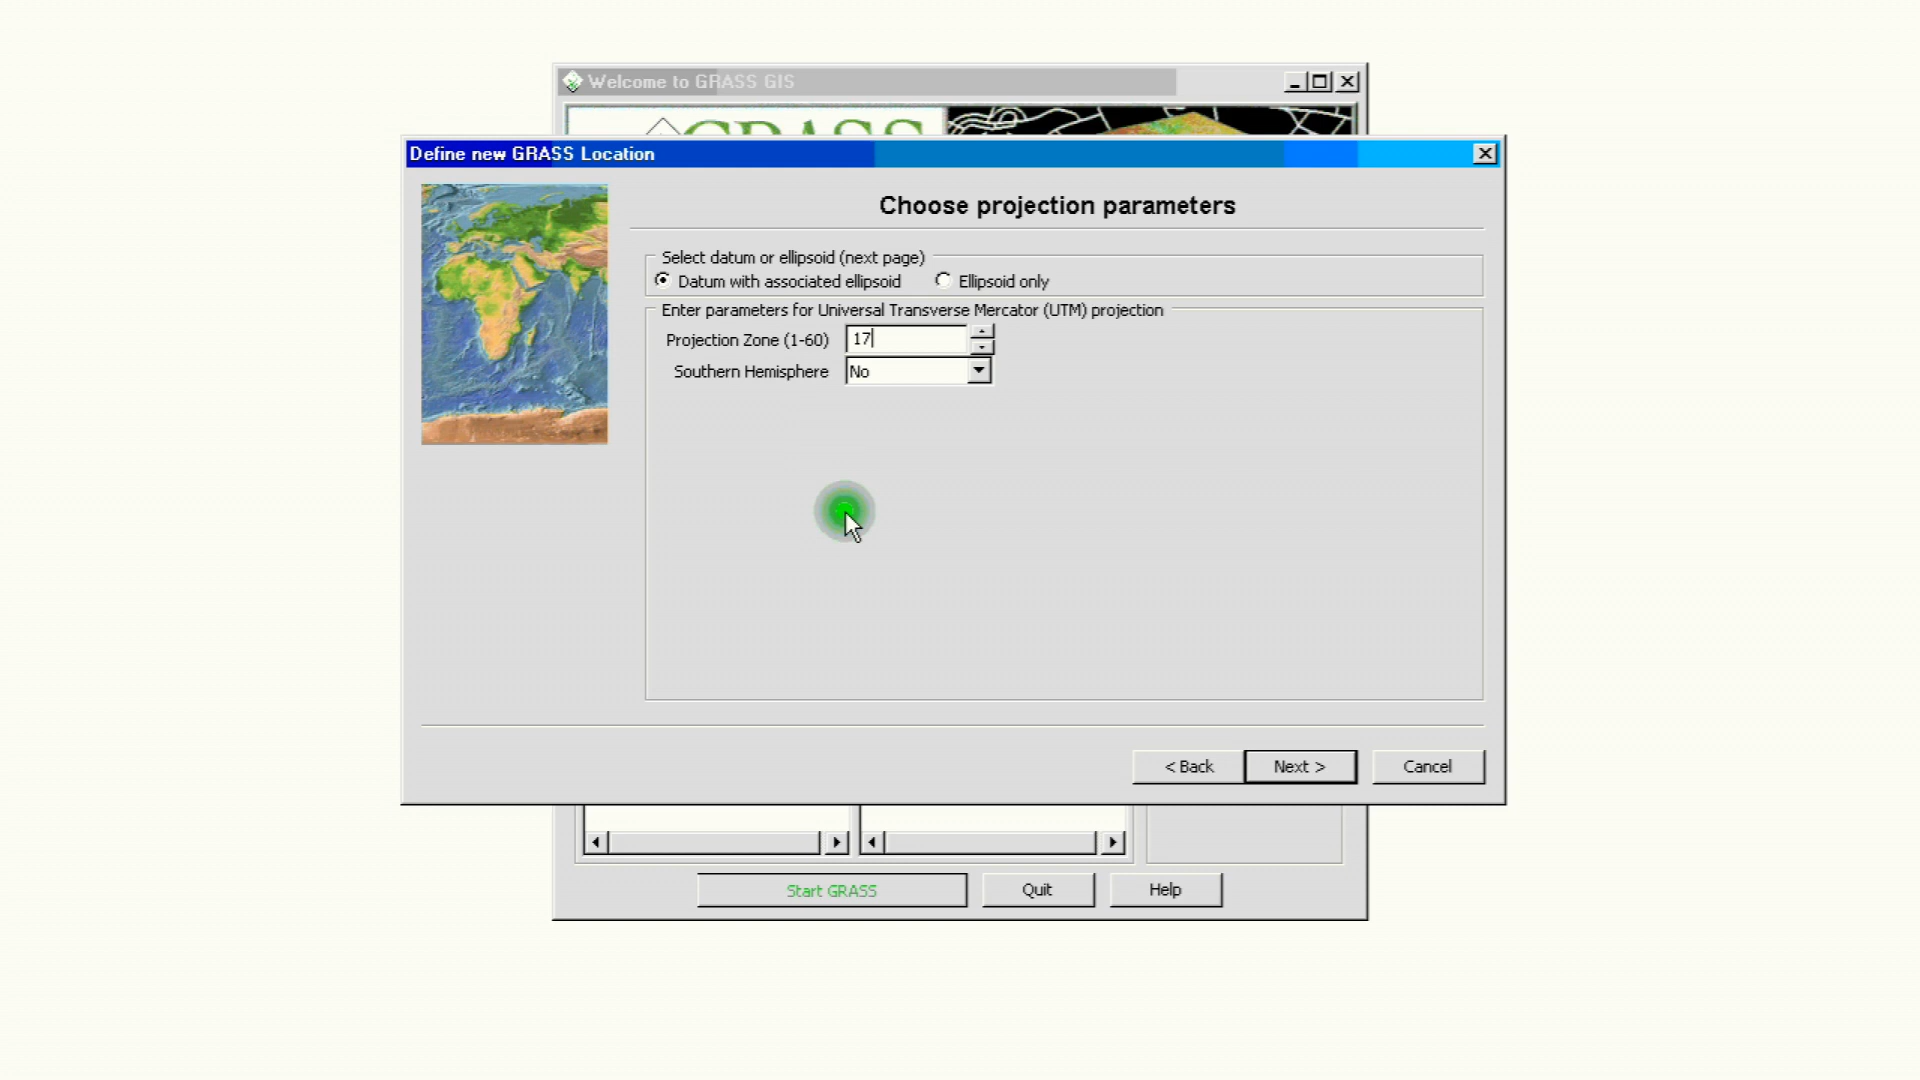 Welcome to GRASS GIS
GRASS
Define new GRASS Location
Choose projection parameters
Select datum or ellipsoid (next page)
Datum with associated ellipsoid
Ellipsoid only
Enter parameters for Universal Transverse Mercator (UTM) projection
Projection Zone (1-60)
17
Southern Hemisphere
No
< Back
Next >
Cancel
Start GRASS
Quit
Help